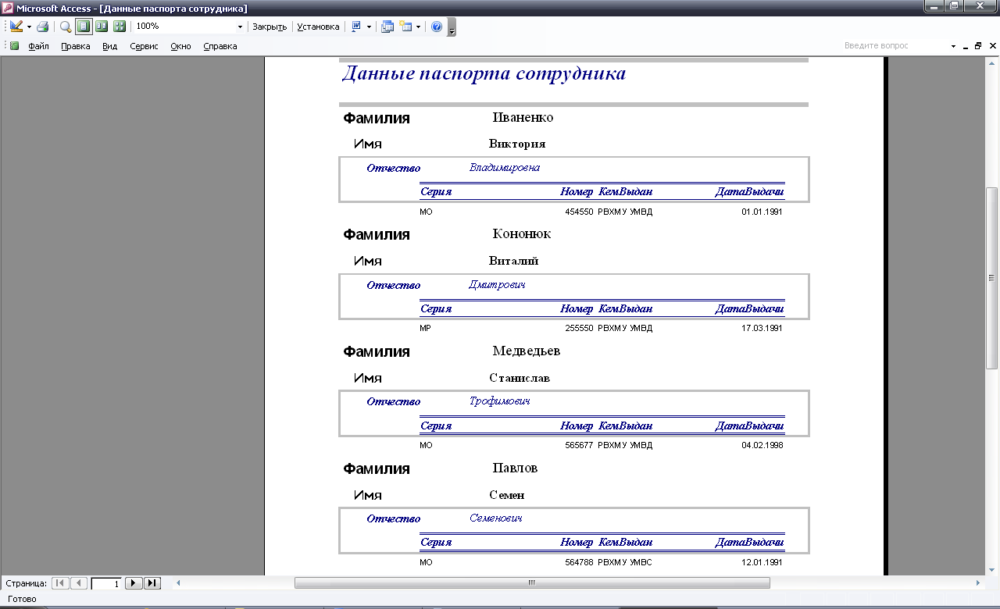 Microsoft Access - [Данные паспорта сотрудника]
100% Закрыть Установка
Файл Правка Вид Сервис Окно Справка Введите вопрос
Данные паспорта сотрудника
Фамилия Иваненко
Имя Виктория
Отчество Владимировна
Серия Номер КемВыдан ДатаВыдачи
МО 454550 РВХМУ УМВД 01.01.1991
Фамилия Кононюк
Имя Виталий
Отчество Дмитрович
Серия Номер КемВыдан ДатаВыдачи
МР 255550 РВХМУ УМВД 17.03.1991
Фамилия Медведьев
Имя Станислав
Отчество Трофимович
Серия Номер КемВыдан ДатаВыдачи
МО 565677 РВХМУ УМВД 04.02.1998
Фамилия Павлов
Имя Семен
Отчество Семенович
Серия Номер КемВыдан ДатаВыдачи
МО 564788 РВХМУ УМВС 12.01.1991
Страница: 1
Готово